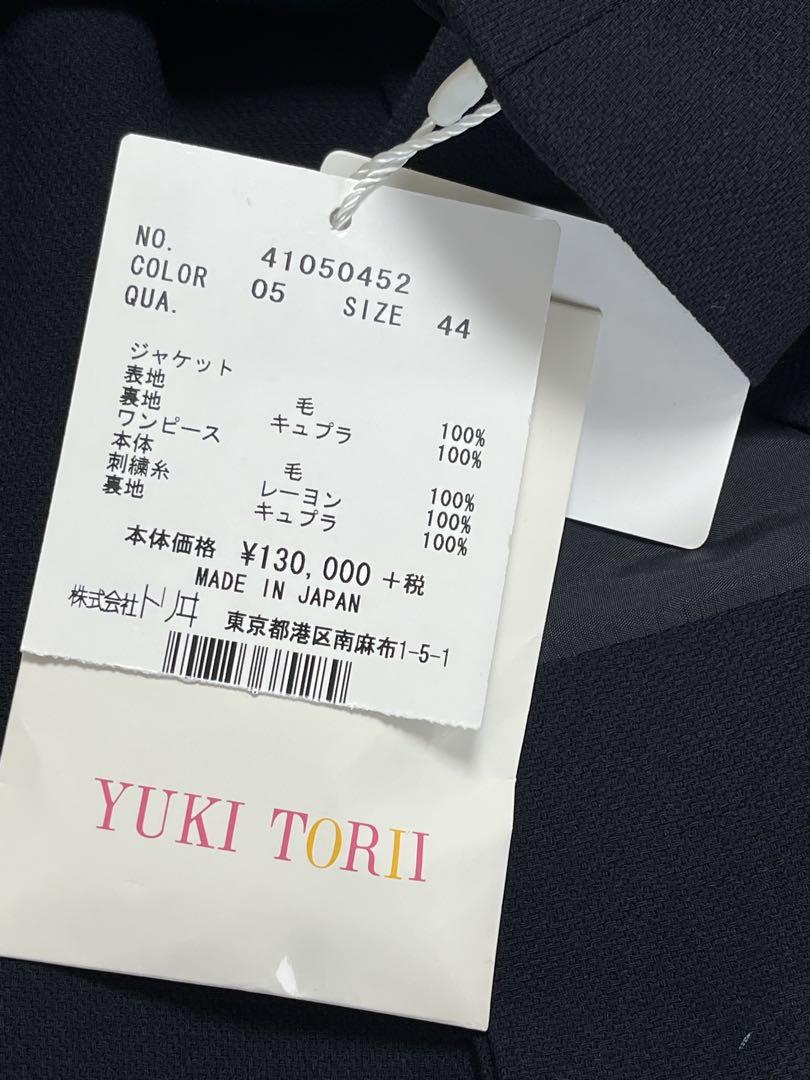 NO. 41050452
COLOR 05 SIZE 44
QUA.
ジャケット
表地 毛 100%
裏地 キュプラ 100%
ワンピース
本体 毛 100%
刺繍糸 レーヨン 100%
裏地 キュプラ 100%
本体価格 ¥130,000 +税
MADE IN JAPAN
株式会社トリヰ 東京都港区南麻布1-5-1
YUKI TORII